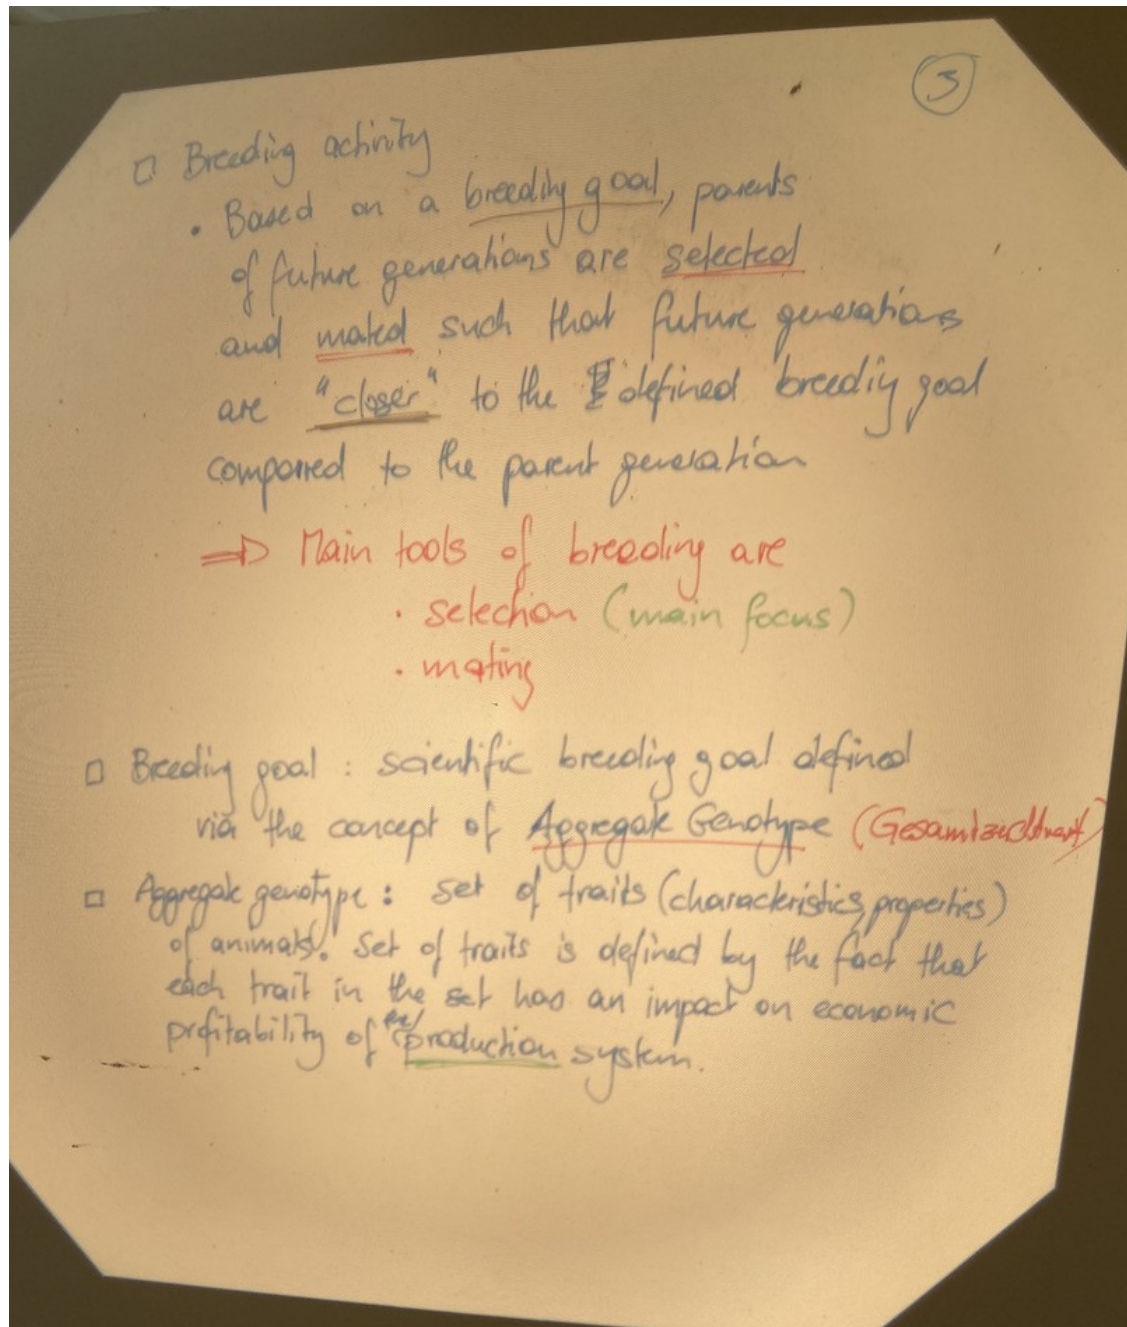 3
Breeding activity
• Based on a breeding goal, parents
of future generations are selected
and mated such that future generations
are "closer" to the defined breeding goal
compared to the parent generation
⇒ Main tools of breeding are
· selection (main focus)
· mating
Breeding goal : scientific breeding goal defined
via the concept of Aggregate Genotype (Gesamtzuchtwert)
Aggregate genotype : set of traits (characteristics, properties)
of animals. Set of traits is defined by the fact that
each trait in the set has an impact on economic
profitability of the production system.